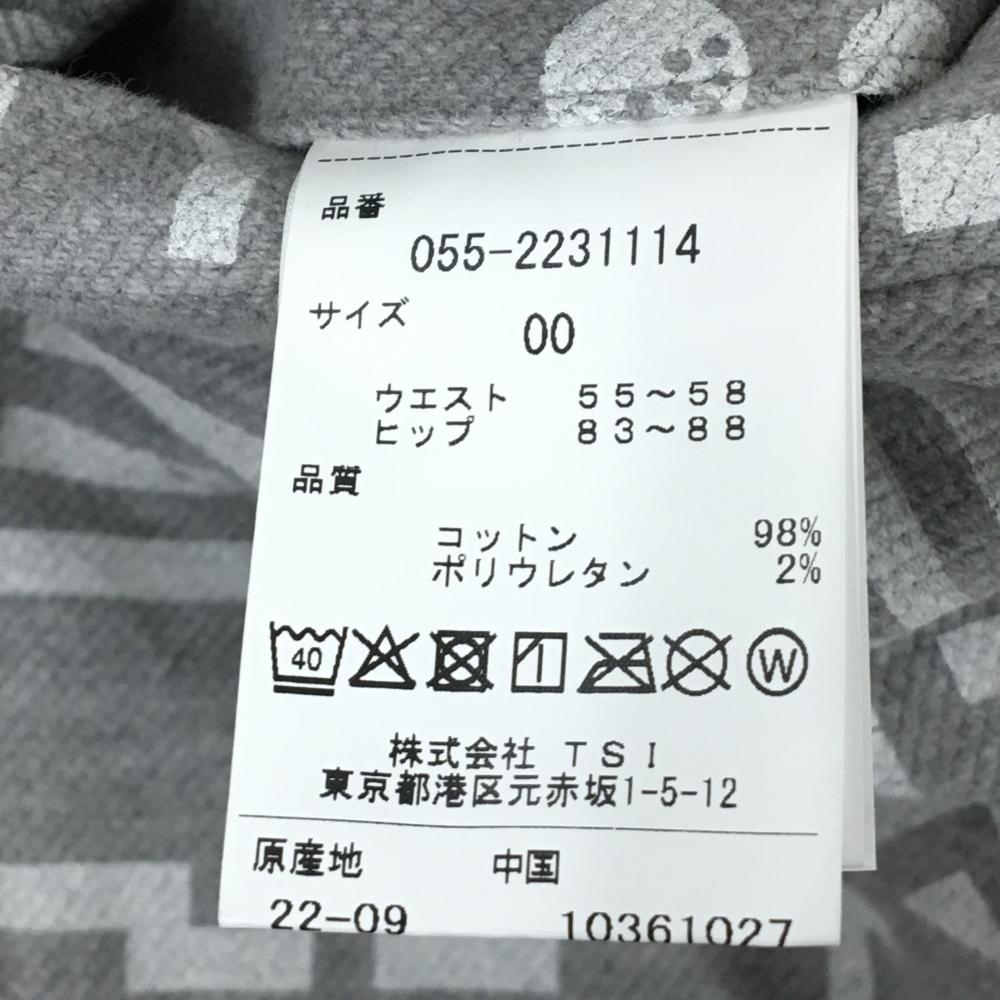 品番
055-2231114
サイズ
00
ウエスト 55～58
ヒップ 83～88
品質
コットン 98%
ポリウレタン 2%
40 W
株式会社 TSI
東京都港区元赤坂1-5-12
原産地 中国
22-09 10361027